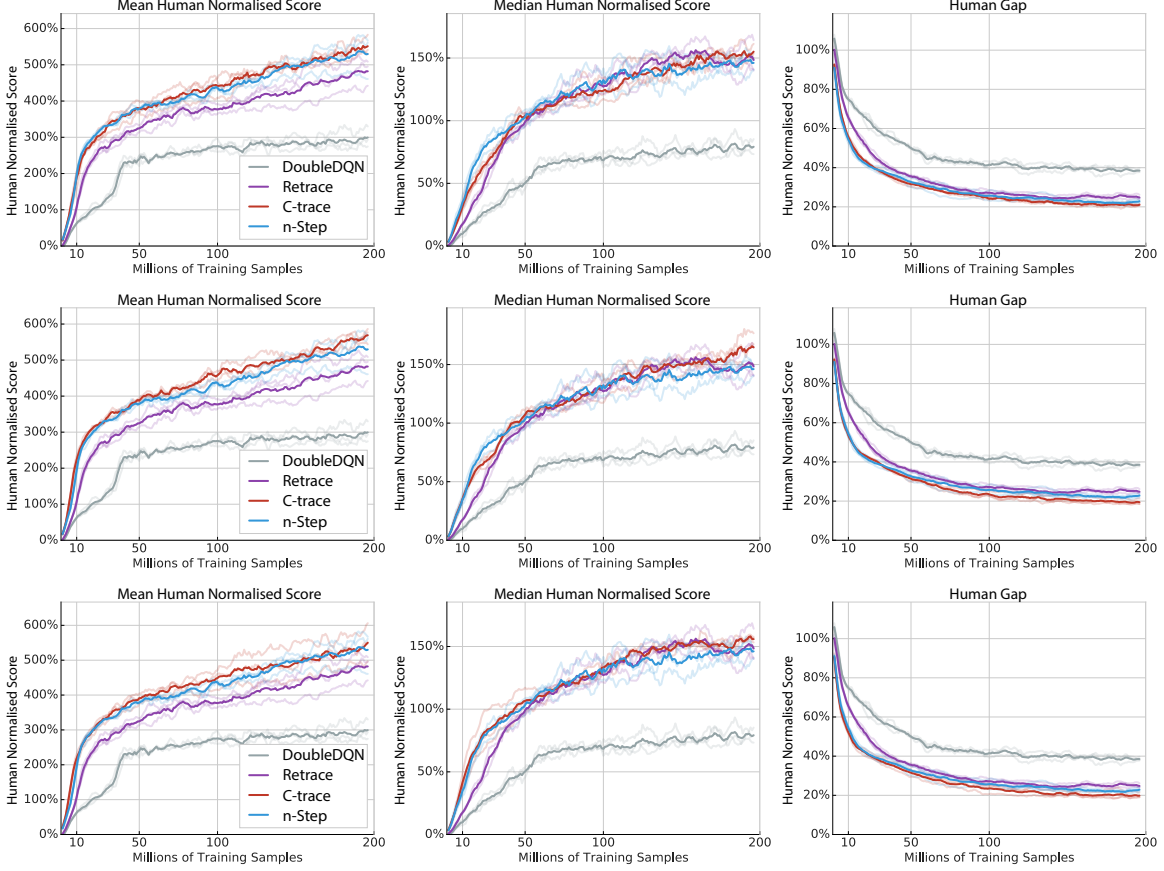 Mean Human Normalised Score
Median Human Normalised Score
Human Gap
Human Normalised Score
600%
500%
400%
300%
200%
100%
0%
10
50
100
200
Millions of Training Samples
DoubleDQN
Retrace
C-trace
n-Step
Human Normalised Score
150%
100%
50%
0%
10
50
100
200
Millions of Training Samples
Human Normalised Score
100%
80%
60%
40%
20%
0%
10
50
100
200
Millions of Training Samples
Mean Human Normalised Score
Median Human Normalised Score
Human Gap
Human Normalised Score
600%
500%
400%
300%
200%
100%
0%
10
50
100
200
Millions of Training Samples
DoubleDQN
Retrace
C-trace
n-Step
Human Normalised Score
150%
100%
50%
0%
10
50
100
200
Millions of Training Samples
Human Normalised Score
100%
80%
60%
40%
20%
0%
10
50
100
200
Millions of Training Samples
Mean Human Normalised Score
Median Human Normalised Score
Human Gap
Human Normalised Score
600%
500%
400%
300%
200%
100%
0%
10
50
100
200
Millions of Training Samples
DoubleDQN
Retrace
C-trace
n-Step
Human Normalised Score
150%
100%
50%
0%
10
50
100
200
Millions of Training Samples
Human Normalised Score
100%
80%
60%
40%
20%
0%
10
50
100
200
Millions of Training Samples